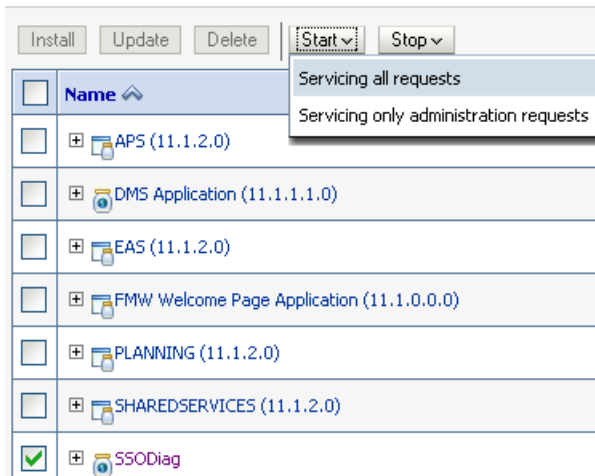 Install Update Delete Start Stop
Servicing all requests
Servicing only administration requests
Name
APS (11.1.2.0)
DMS Application (11.1.1.1.0)
EAS (11.1.2.0)
FMW Welcome Page Application (11.1.0.0.0)
PLANNING (11.1.2.0)
SHAREDSERVICES (11.1.2.0)
SSODiag